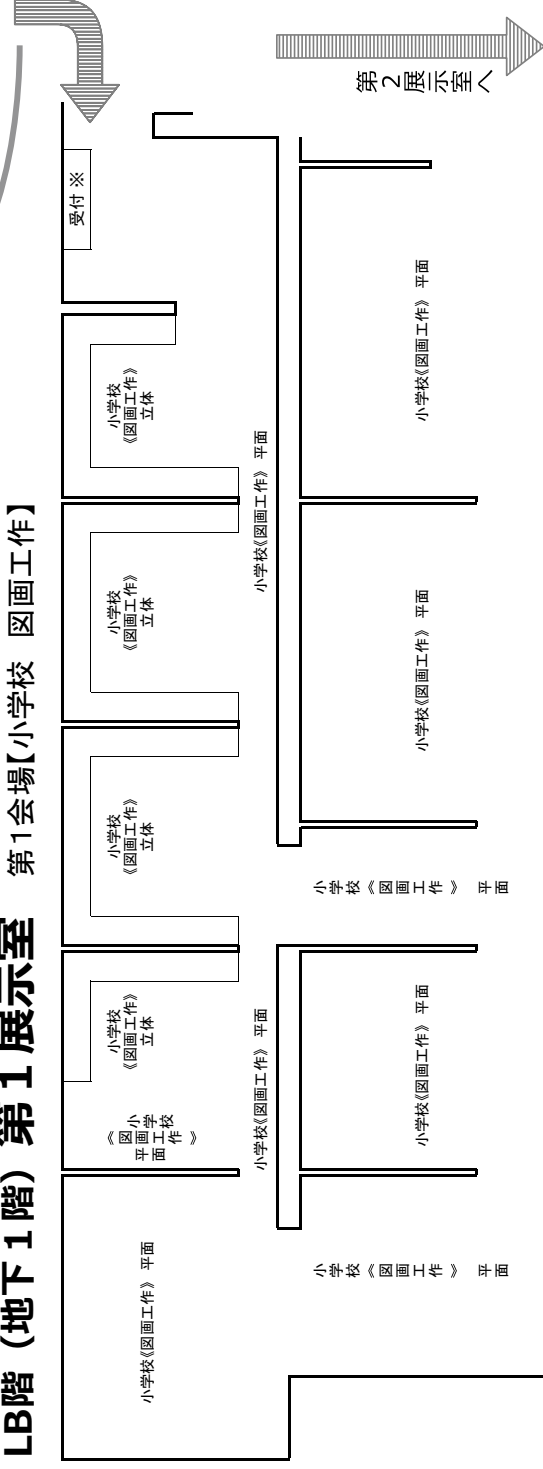 LB階（地下1階）第1展示室 第1会場【小学校 図画工作】
受付 ※
小学校《図画工作》 平面
小学校
《図画工作》
平面
小学校
《図画工作》
立体
小学校
《図画工作》
立体
小学校
《図画工作》
立体
小学校
《図画工作》
立体
小学校《図画工作》 平面
小学校《図画工作》 平面
小学校《図画工作》 平面
小学校《図画工作》 平面
小学校《図画工作》 平面
小学校《図画工作》 平面
小学校《図画工作》 平面
第2展示室へ